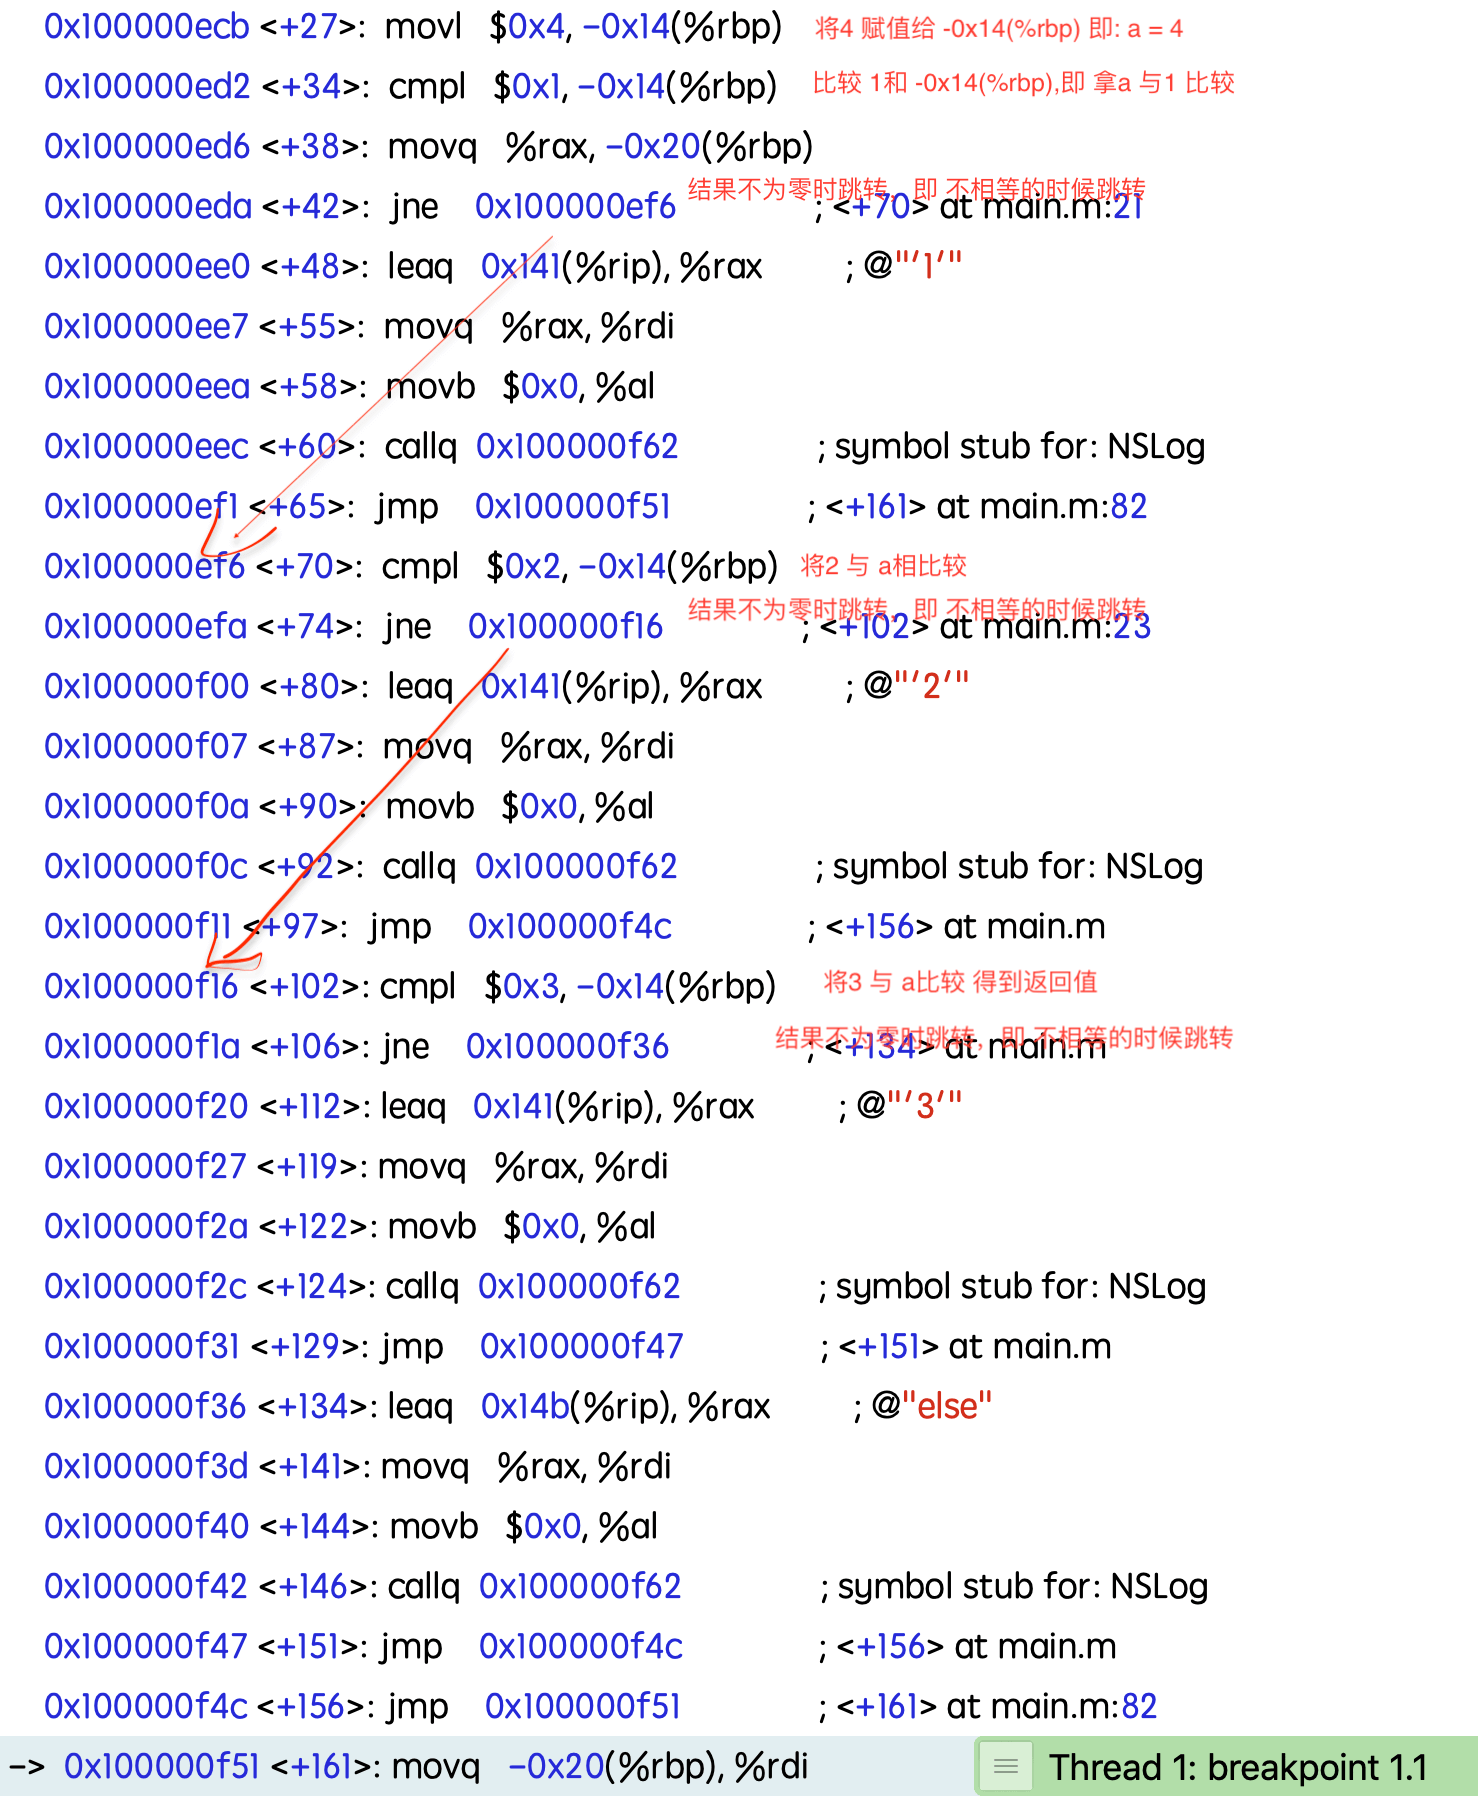 0x100000ecb <+27>: movl $0x4, -0x14(%rbp) 将4 赋值给 -0x14(%rbp) 即: a = 4
0x100000ed2 <+34>: cmpl $0x1, -0x14(%rbp) 比较 1和 -0x14(%rbp),即 拿a 与1 比较
0x100000ed6 <+38>: movq %rax, -0x20(%rbp)
结果不为零时跳转，即 不相等的时候跳转
0x100000eda <+42>: jne 0x100000ef6 ; <+70> at main.m:21
0x100000ee0 <+48>: leaq 0x141(%rip), %rax ; @"'1'"
0x100000ee7 <+55>: movq %rax, %rdi
0x100000eea <+58>: movb $0x0, %al
0x100000eec <+60>: callq 0x100000f62 ; symbol stub for: NSLog
0x100000ef1 <+65>: jmp 0x100000f51 ; <+161> at main.m:82
0x100000ef6 <+70>: cmpl $0x2, -0x14(%rbp) 将2 与 a相比较
结果不为零时跳转，即 不相等的时候跳转
0x100000efa <+74>: jne 0x100000f16 ; <+102> at main.m:23
0x100000f00 <+80>: leaq 0x141(%rip), %rax ; @"'2'"
0x100000f07 <+87>: movq %rax, %rdi
0x100000f0a <+90>: movb $0x0, %al
0x100000f0c <+92>: callq 0x100000f62 ; symbol stub for: NSLog
0x100000f11 <+97>: jmp 0x100000f4c ; <+156> at main.m
0x100000f16 <+102>: cmpl $0x3, -0x14(%rbp) 将3 与 a比较 得到返回值
结果不为零时跳转，即 不相等的时候跳转
0x100000f1a <+106>: jne 0x100000f36 ; <+134> at main.m
0x100000f20 <+112>: leaq 0x141(%rip), %rax ; @"'3'"
0x100000f27 <+119>: movq %rax, %rdi
0x100000f2a <+122>: movb $0x0, %al
0x100000f2c <+124>: callq 0x100000f62 ; symbol stub for: NSLog
0x100000f31 <+129>: jmp 0x100000f47 ; <+151> at main.m
0x100000f36 <+134>: leaq 0x14b(%rip), %rax ; @"else"
0x100000f3d <+141>: movq %rax, %rdi
0x100000f40 <+144>: movb $0x0, %al
0x100000f42 <+146>: callq 0x100000f62 ; symbol stub for: NSLog
0x100000f47 <+151>: jmp 0x100000f4c ; <+156> at main.m
0x100000f4c <+156>: jmp 0x100000f51 ; <+161> at main.m:82
-> 0x100000f51 <+161>: movq -0x20(%rbp), %rdi Thread 1: breakpoint 1.1